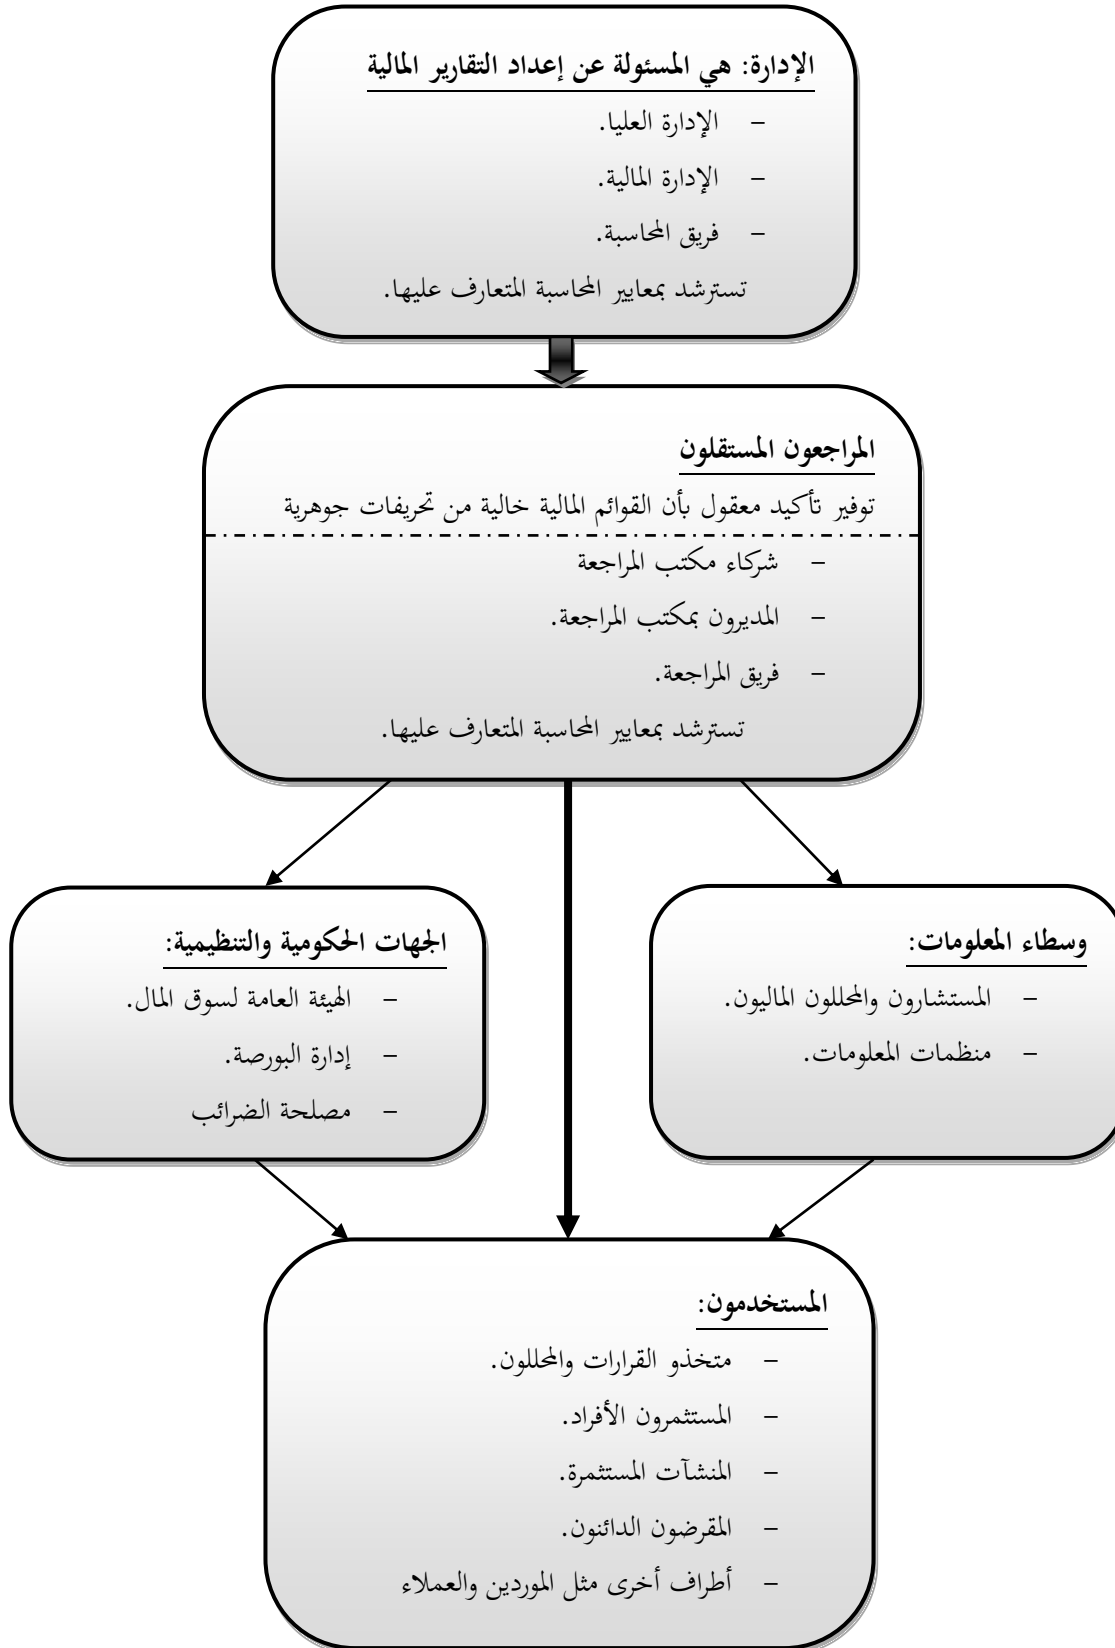 الإدارة: هي المسئولة عن إعداد التقارير المالية
– الإدارة العليا.
– الإدارة المالية.
– فريق المحاسبة.
تسترشد بمعايير المحاسبة المتعارف عليها.
المراجعون المستقلون
توفير تأكيد معقول بأن القوائم المالية خالية من تحريفات جوهرية
– شركاء مكتب المراجعة
– المديرون بمكتب المراجعة.
– فريق المراجعة.
تسترشد بمعايير المحاسبة المتعارف عليها.
وسطاء المعلومات:
– المستشارون والمحللون الماليون.
– منظمات المعلومات.
الجهات الحكومية والتنظيمية:
– الهيئة العامة لسوق المال.
– إدارة البورصة.
– مصلحة الضرائب
المستخدمون:
– متخذو القرارات والمحللون.
– المستثمرون الأفراد.
– المنشآت المستثمرة.
– المقرضون الدائنون.
– أطراف أخرى مثل الموردين والعملاء